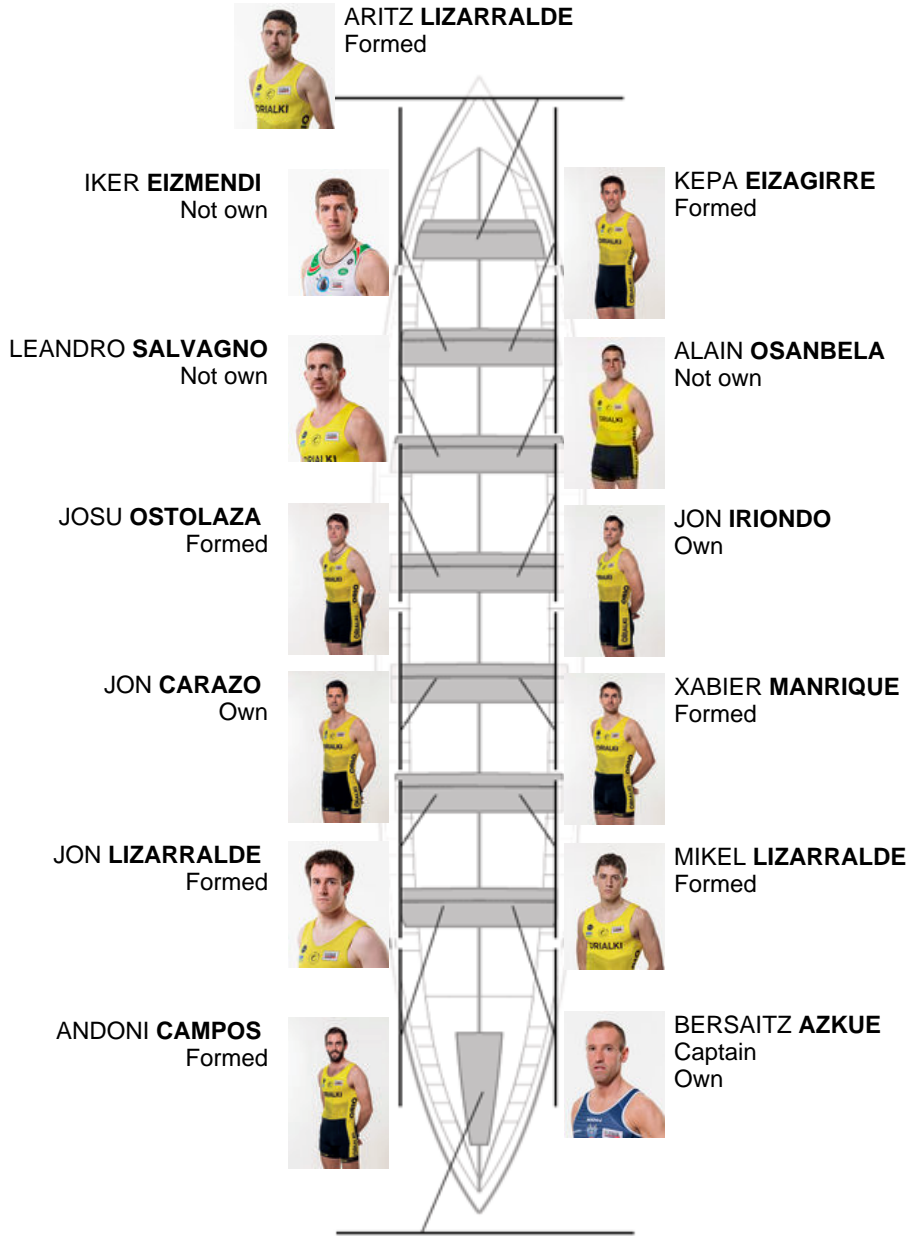 ARITZ LIZARRALDE
Formed
IKER EIZMENDI
Not own
KEPA EIZAGIRRE
Formed
LEANDRO SALVAGNO
Not own
ALAIN OSANBELA
Not own
JOSU OSTOLAZA
Formed
JON IRIONDO
Own
JON CARAZO
Own
XABIER MANRIQUE
Formed
JON LIZARRALDE
Formed
MIKEL LIZARRALDE
Formed
ANDONI CAMPOS
Formed
BERSAITZ AZKUE
Captain
Own
ORIALKI